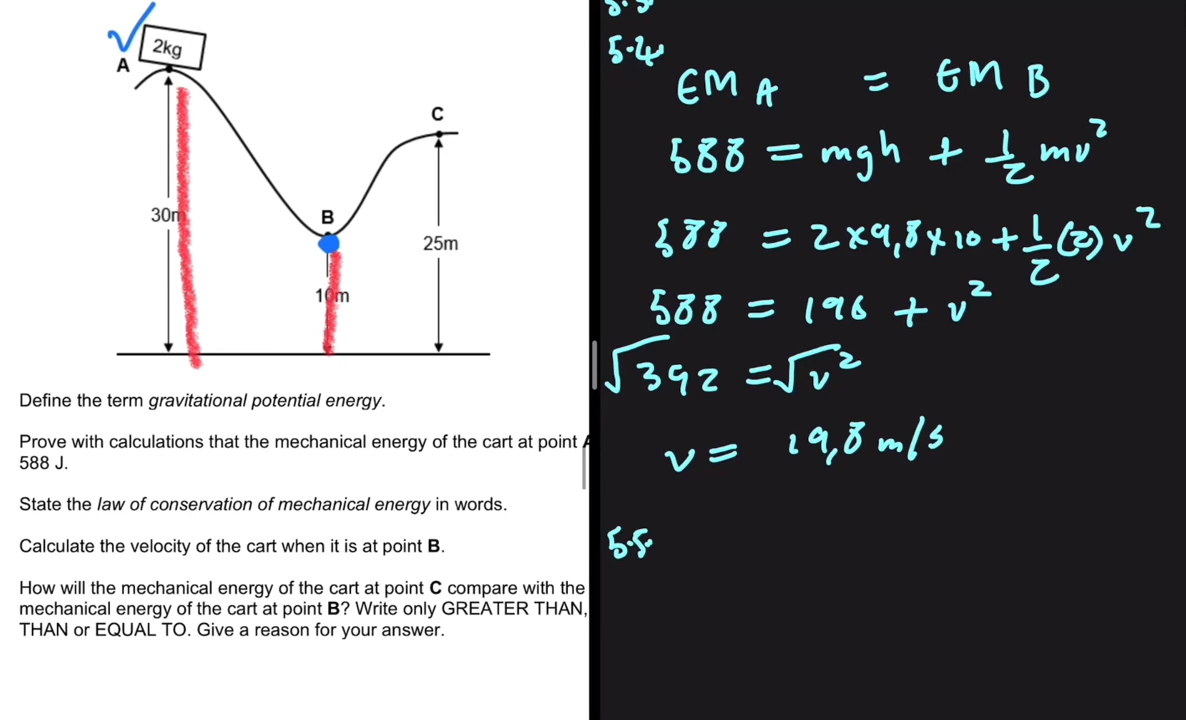 2kg
A
C
30m
B
25m
10m
Define the term gravitational potential energy.
Prove with calculations that the mechanical energy of the cart at point A
588 J.
State the law of conservation of mechanical energy in words.
Calculate the velocity of the cart when it is at point B.
How will the mechanical energy of the cart at point C compare with the
mechanical energy of the cart at point B? Write only GREATER THAN,
THAN or EQUAL TO. Give a reason for your answer.
5.4
EM A = EM B
588 = mgh + 1/2 mv²
588 = 2×9,8×10 + 1/2 (2) v²
588 = 196 + v²
√392 = √v²
v = 19,8 m/s
5.5